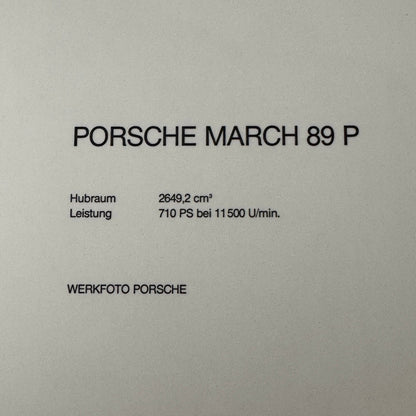 PORSCHE MARCH 89 P
Hubraum 2649,2 cm³
Leistung 710 PS bei 11500 U/min.
WERKFOTO PORSCHE